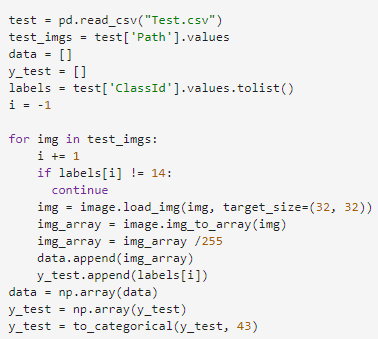 test = pd.read_csv("Test.csv")
test_imgs = test['Path'].values
data = []
y_test = []
labels = test['ClassId'].values.tolist()
i = -1

for img in test_imgs:
    i += 1
    if labels[i] != 14:
      continue
    img = image.load_img(img, target_size=(32, 32))
    img_array = image.img_to_array(img)
    img_array = img_array /255
    data.append(img_array)
    y_test.append(labels[i])
data = np.array(data)
y_test = np.array(y_test)
y_test = to_categorical(y_test, 43)